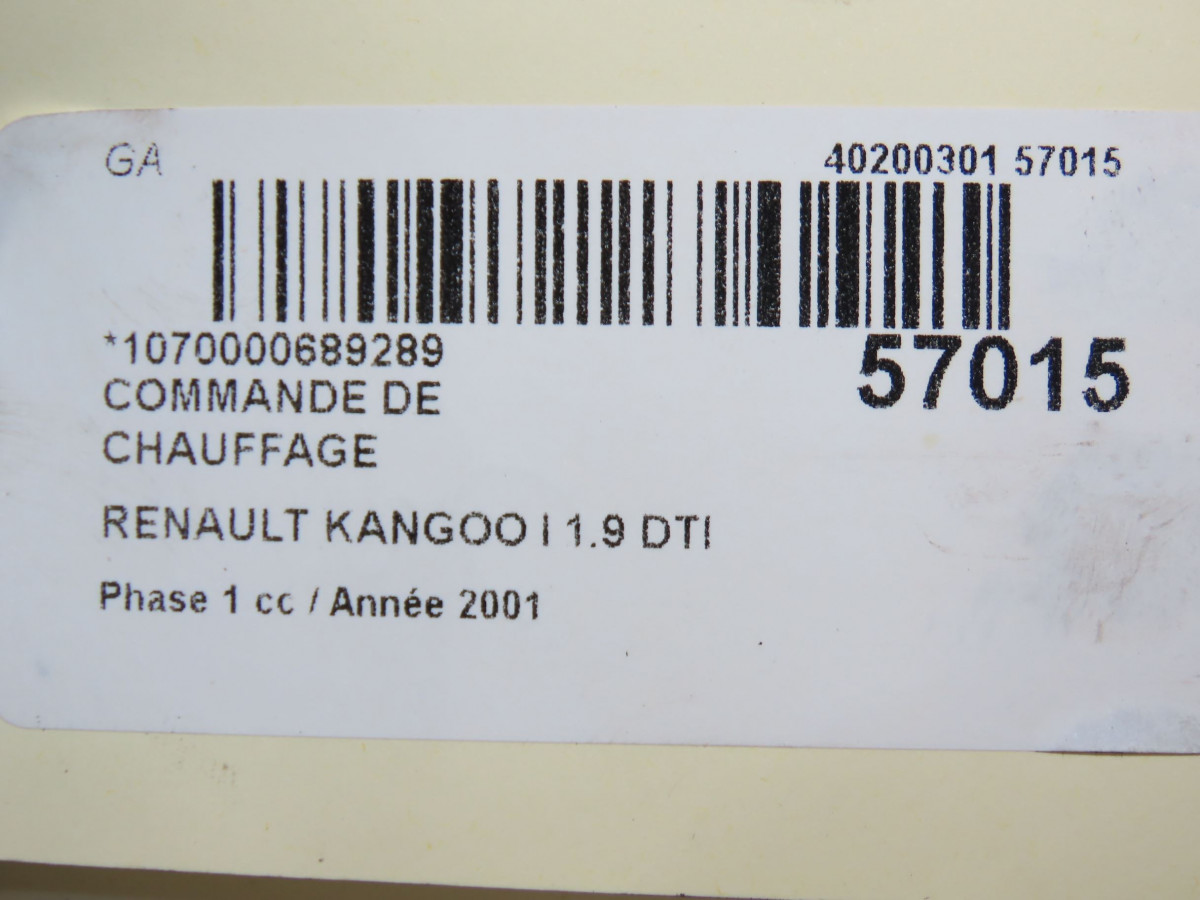 GA
40200301 57015
*1070000689289
57015
COMMANDE DE
CHAUFFAGE
RENAULT KANGOO I 1.9 DTI
Phase 1 cc / Année 2001